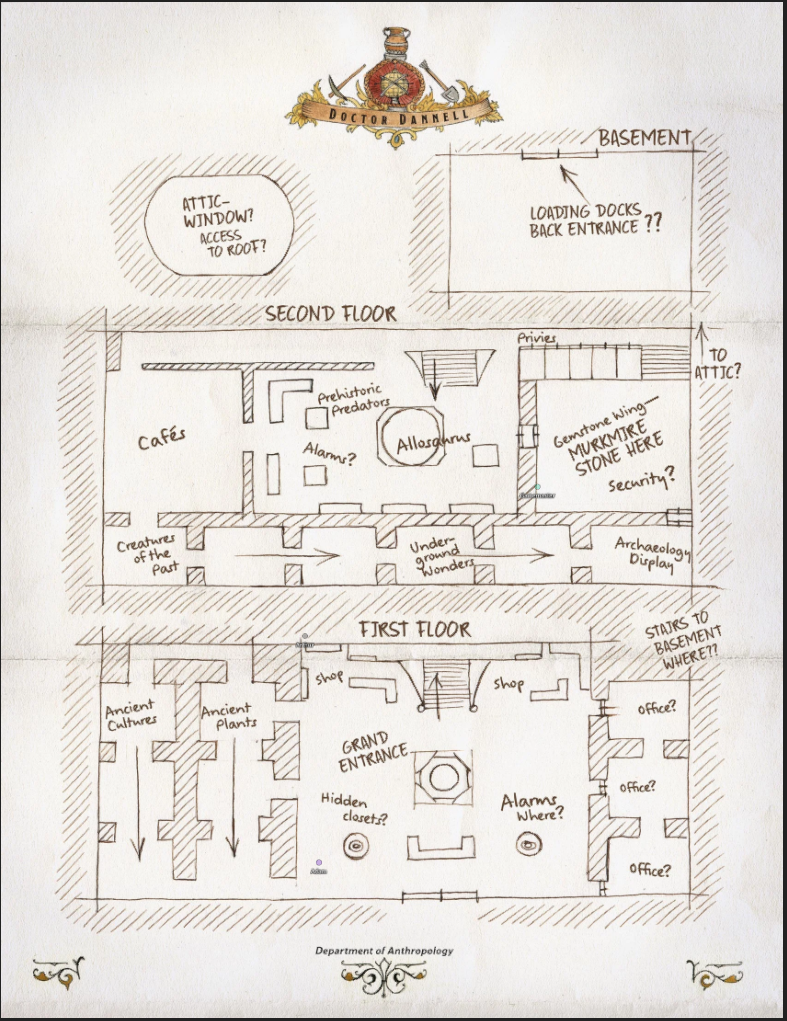 DOCTOR DANNELL
BASEMENT
ATTIC-
WINDOW?
ACCESS
TO ROOF?
LOADING DOCKS
BACK ENTRANCE ??
SECOND FLOOR
Privies
TO
ATTIC?
Prehistoric
Predators
Cafés
Allosaurus
Alarms?
Gemstone Wing—
MURKMIRE
STONE HERE
security?
Creatures
of the
Past
Under-
ground
Wonders
Archaeology
Display
FIRST FLOOR
STAIRS TO
BASEMENT
WHERE??
Shop
Shop
Ancient
Cultures
Ancient
Plants
Office?
GRAND
ENTRANCE
Office?
Hidden
closets?
Alarms
Where?
Office?
Adam
Department of Anthropology